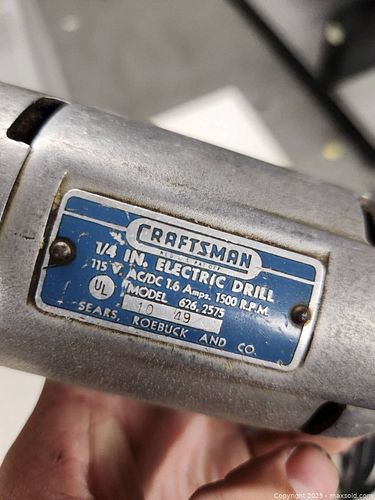 CRAFTSMAN
1/4 IN. ELECTRIC DRILL
115 V. AC/DC 1.6 Amps. 1500 R.P.M.
UL
MODEL 626.2575
10 49
SEARS, ROEBUCK AND CO.
Copyright 2025 - maxsold.com